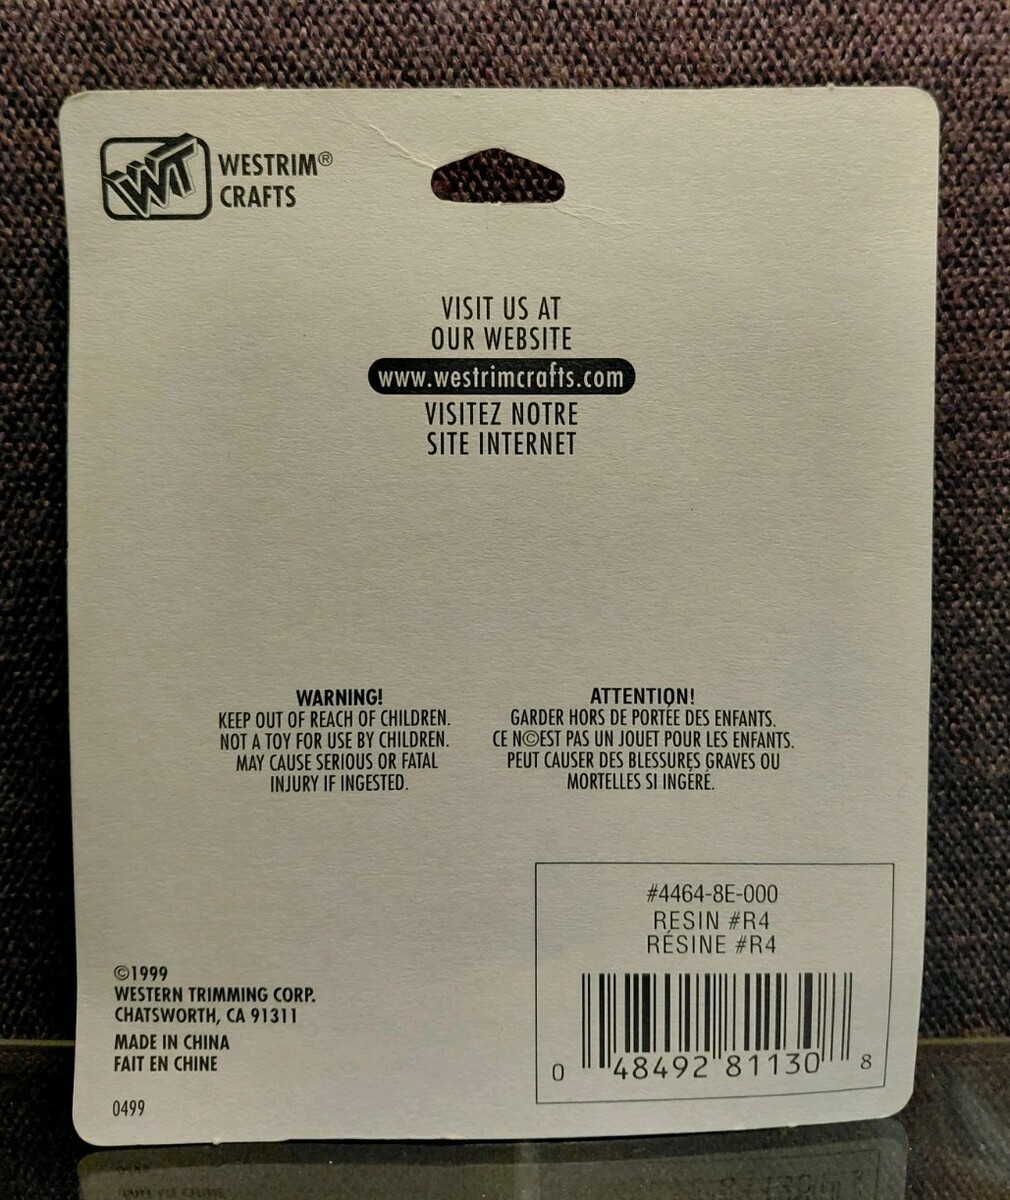 WT WESTRIM®
CRAFTS
VISIT US AT
OUR WEBSITE
www.westrimcrafts.com
VISITEZ NOTRE
SITE INTERNET
WARNING!
KEEP OUT OF REACH OF CHILDREN.
NOT A TOY FOR USE BY CHILDREN.
MAY CAUSE SERIOUS OR FATAL
INJURY IF INGESTED.
ATTENTION!
GARDER HORS DE PORTÉE DES ENFANTS.
CE N©EST PAS UN JOUET POUR LES ENFANTS.
PEUT CAUSER DES BLESSURES GRAVES OU
MORTELLES SI INGÉRÉ.
#4464-8E-000
RESIN #R4
RÉSINE #R4
0 48492 81130 8
©1999
WESTERN TRIMMING CORP.
CHATSWORTH, CA 91311
MADE IN CHINA
FAIT EN CHINE
0499